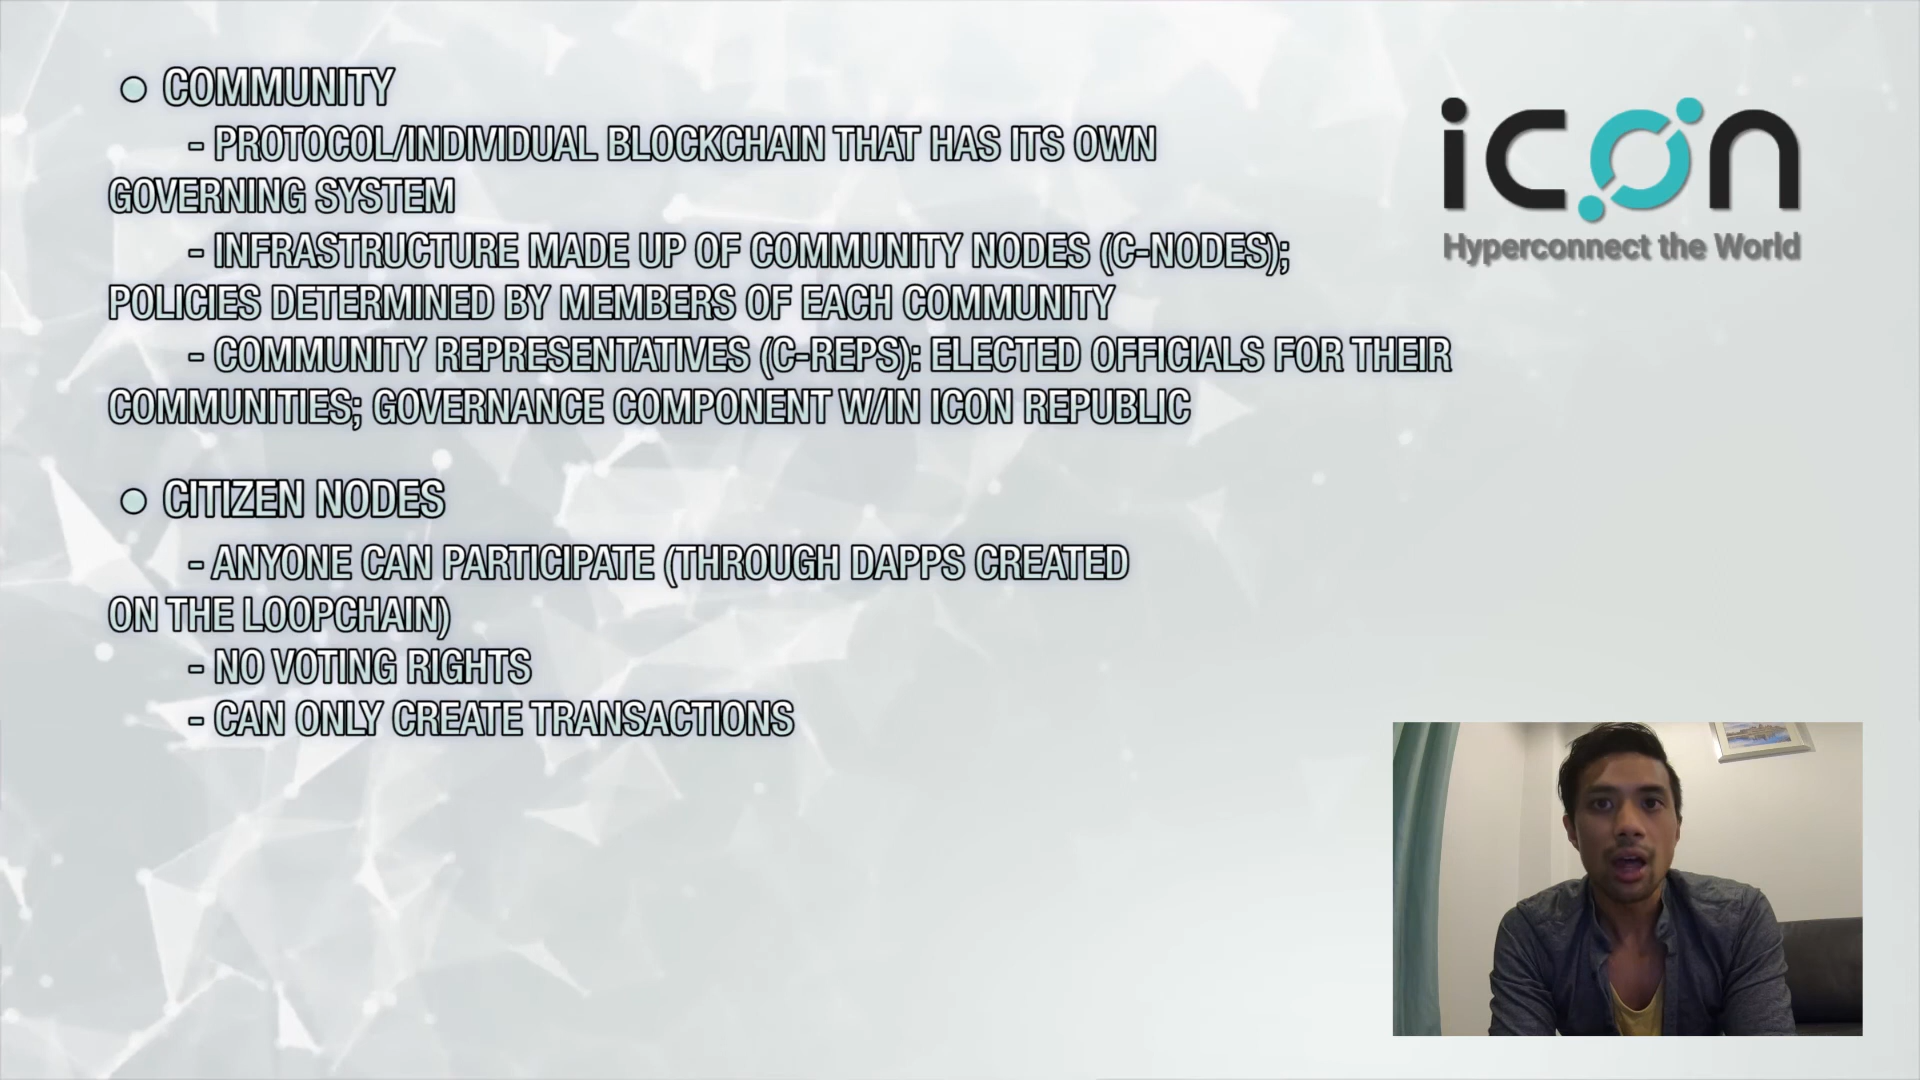 ● COMMUNITY
- PROTOCOL/INDIVIDUAL BLOCKCHAIN THAT HAS ITS OWN
GOVERNING SYSTEM
- INFRASTRUCTURE MADE UP OF COMMUNITY NODES (C-NODES);
POLICIES DETERMINED BY MEMBERS OF EACH COMMUNITY
- COMMUNITY REPRESENTATIVES (C-REPS): ELECTED OFFICIALS FOR THEIR
COMMUNITIES; GOVERNANCE COMPONENT W/IN ICON REPUBLIC
● CITIZEN NODES
- ANYONE CAN PARTICIPATE (THROUGH DAPPS CREATED
ON THE LOOPCHAIN)
- NO VOTING RIGHTS
- CAN ONLY CREATE TRANSACTIONS
icon
Hyperconnect the World